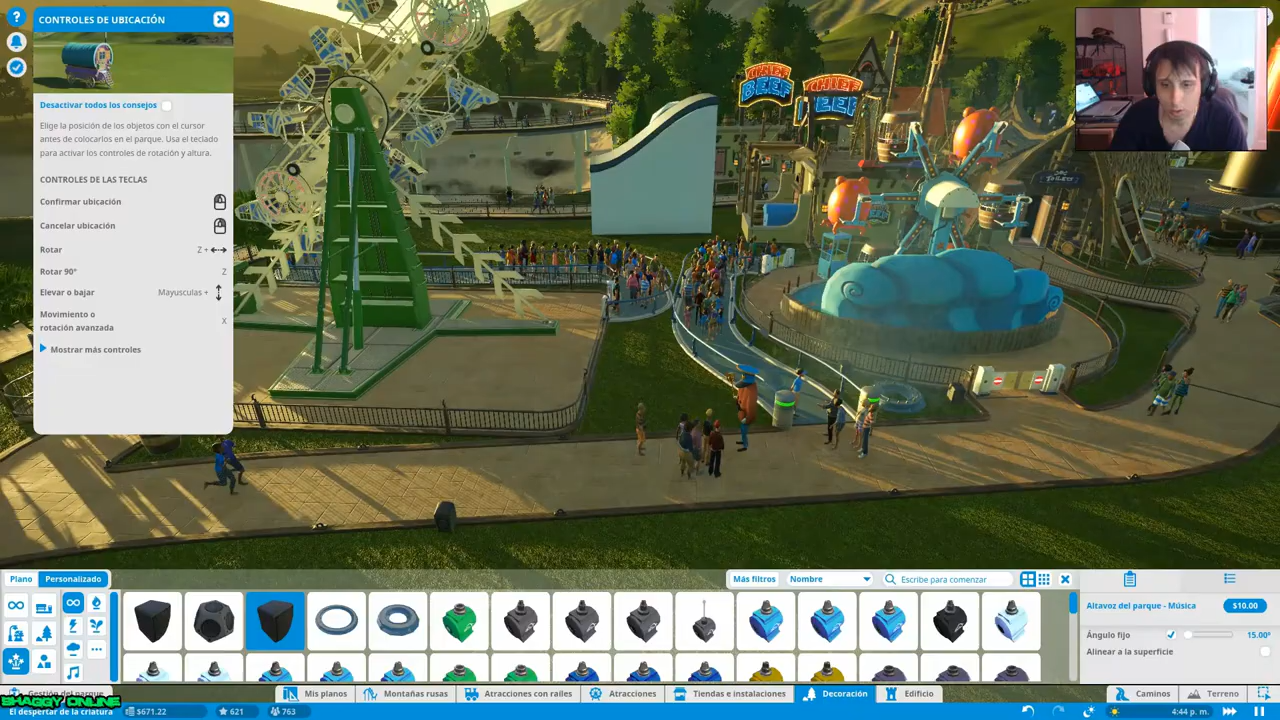 ?
CONTROLES DE UBICACIÓN
Desactivar todos los consejos
Elige la posición de los objetos con el cursor
antes de colocarlos en el parque. Usa el teclado
para activar los controles de rotación y altura.
CONTROLES DE LAS TECLAS
Confirmar ubicación
Cancelar ubicación
Rotar Z +
Rotar 90° Z
Elevar o bajar Mayusculas +
Movimiento o
rotación avanzada X
Mostrar más controles
CHIEF
BEEF
CHIEF
BEEF
TOILETS
Plano Personalizado
Más filtros Nombre Escribe para comenzar
Altavoz del parque - Música $10.00
Ángulo fijo 15.00°
Alinear a la superficie
Gestión del parque
Mis planos Montañas rusas Atracciones con raíles Atracciones Tiendas e instalaciones Decoración Edificio Caminos Terreno
SHAGGY ONLINE
El despertar de la criatura $671.22 621 763 4:44 p. m.